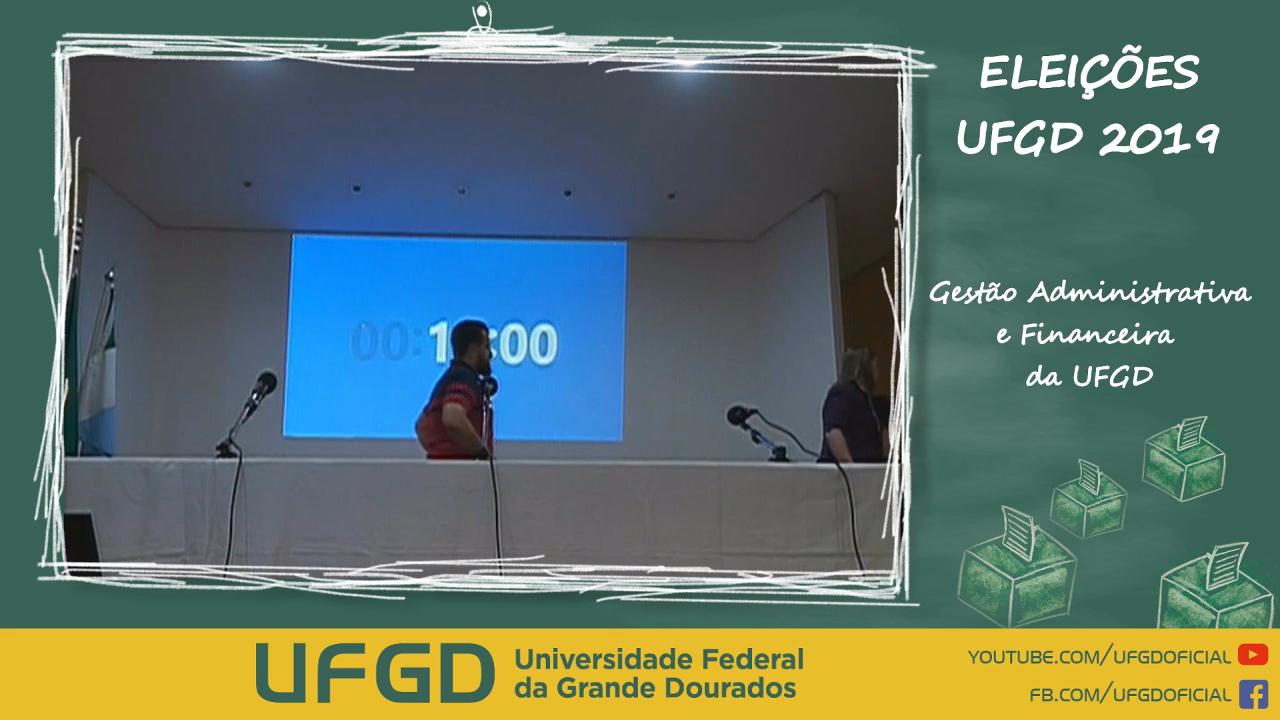 ELEIÇÕES
UFGD 2019
Gestão Administrativa
e Financeira
da UFGD
UFGD
Universidade Federal
da Grande Dourados
YOUTUBE.COM/UFGDOFICIAL
FB.COM/UFGDOFICIAL